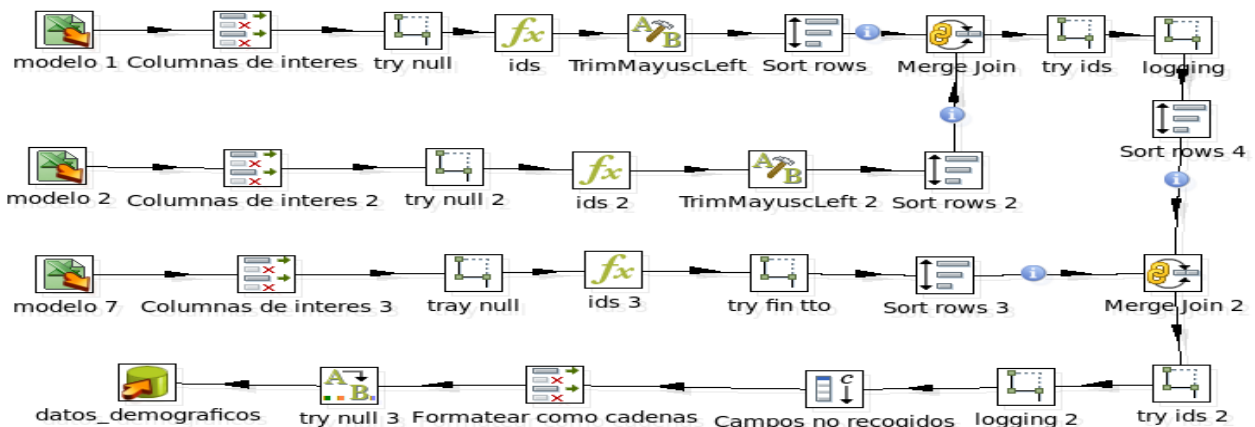 modelo 1 Columnas de interes try null ids TrimMayuscLeft Sort rows Merge Join try ids logging
Sort rows 4
modelo 2 Columnas de interes 2 try null 2 ids 2 TrimMayuscLeft 2 Sort rows 2
modelo 7 Columnas de interes 3 tray null ids 3 try fin tto Sort rows 3 Merge Join 2
datos_demograficos try null 3 Formatear como cadenas Campos no recogidos logging 2 try ids 2